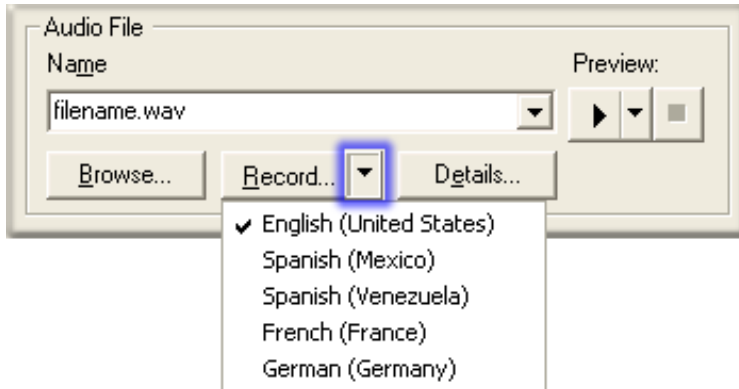 Audio File
Name
Preview:
filename.wav
Browse...
Record...
Details...
English (United States)
Spanish (Mexico)
Spanish (Venezuela)
French (France)
German (Germany)